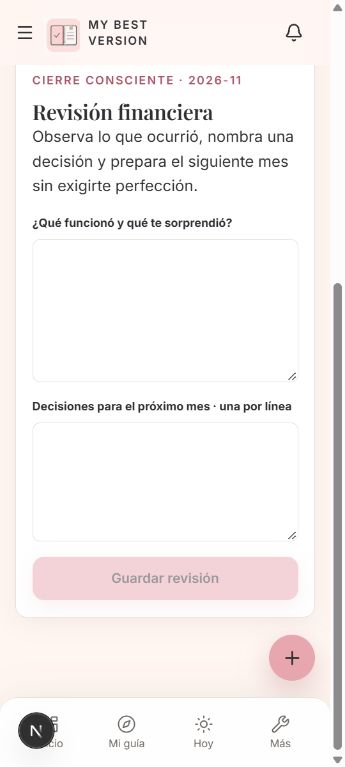 MY BEST
VERSION
CIERRE CONSCIENTE · 2026-11
Revisión financiera
Observa lo que ocurrió, nombra una
decisión y prepara el siguiente mes
sin exigirte perfección.
¿Qué funcionó y qué te sorprendió?
Decisiones para el próximo mes · una por línea
Guardar revisión
N
cio
Mi guía
Hoy
Más